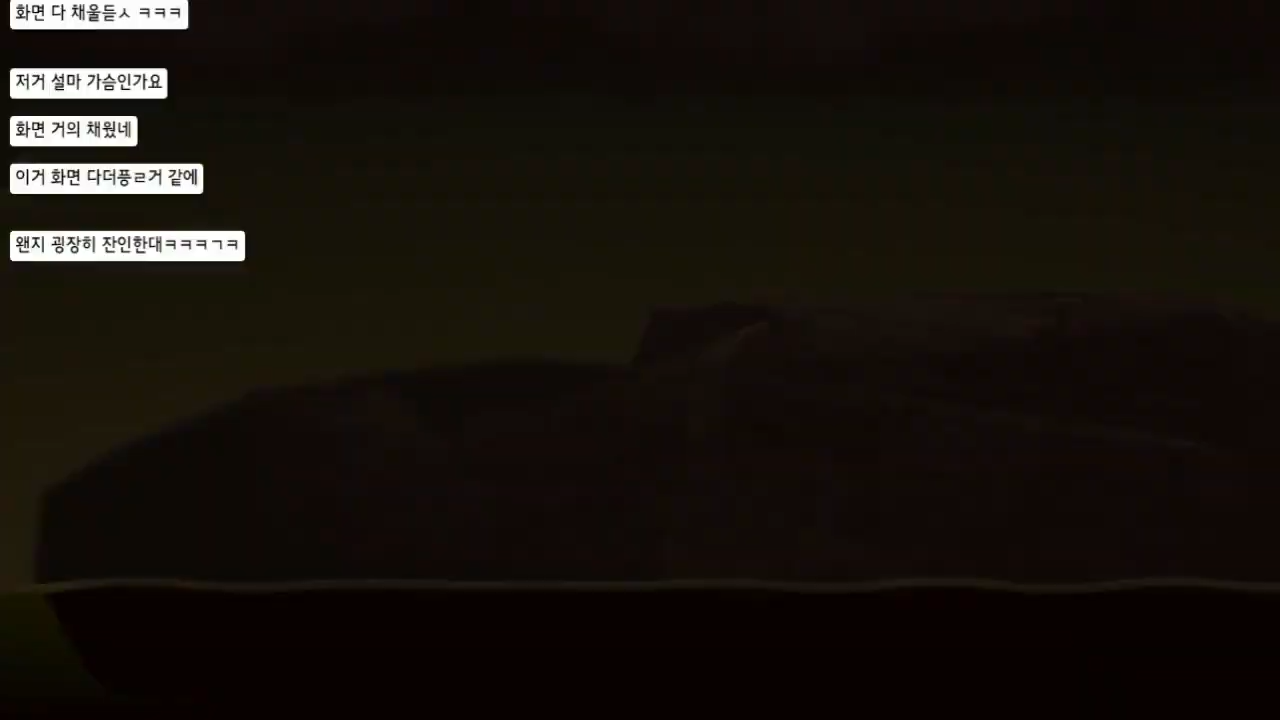 화면 다 채울듣ㅅ ㅋㅋㅋ
저거 설마 가슴인가요
화면 거의 채웠네
이거 화면 다더풍ㄹ거 같에
왠지 굉장히 잔인한대ㅋㅋㅋㄱㅋ